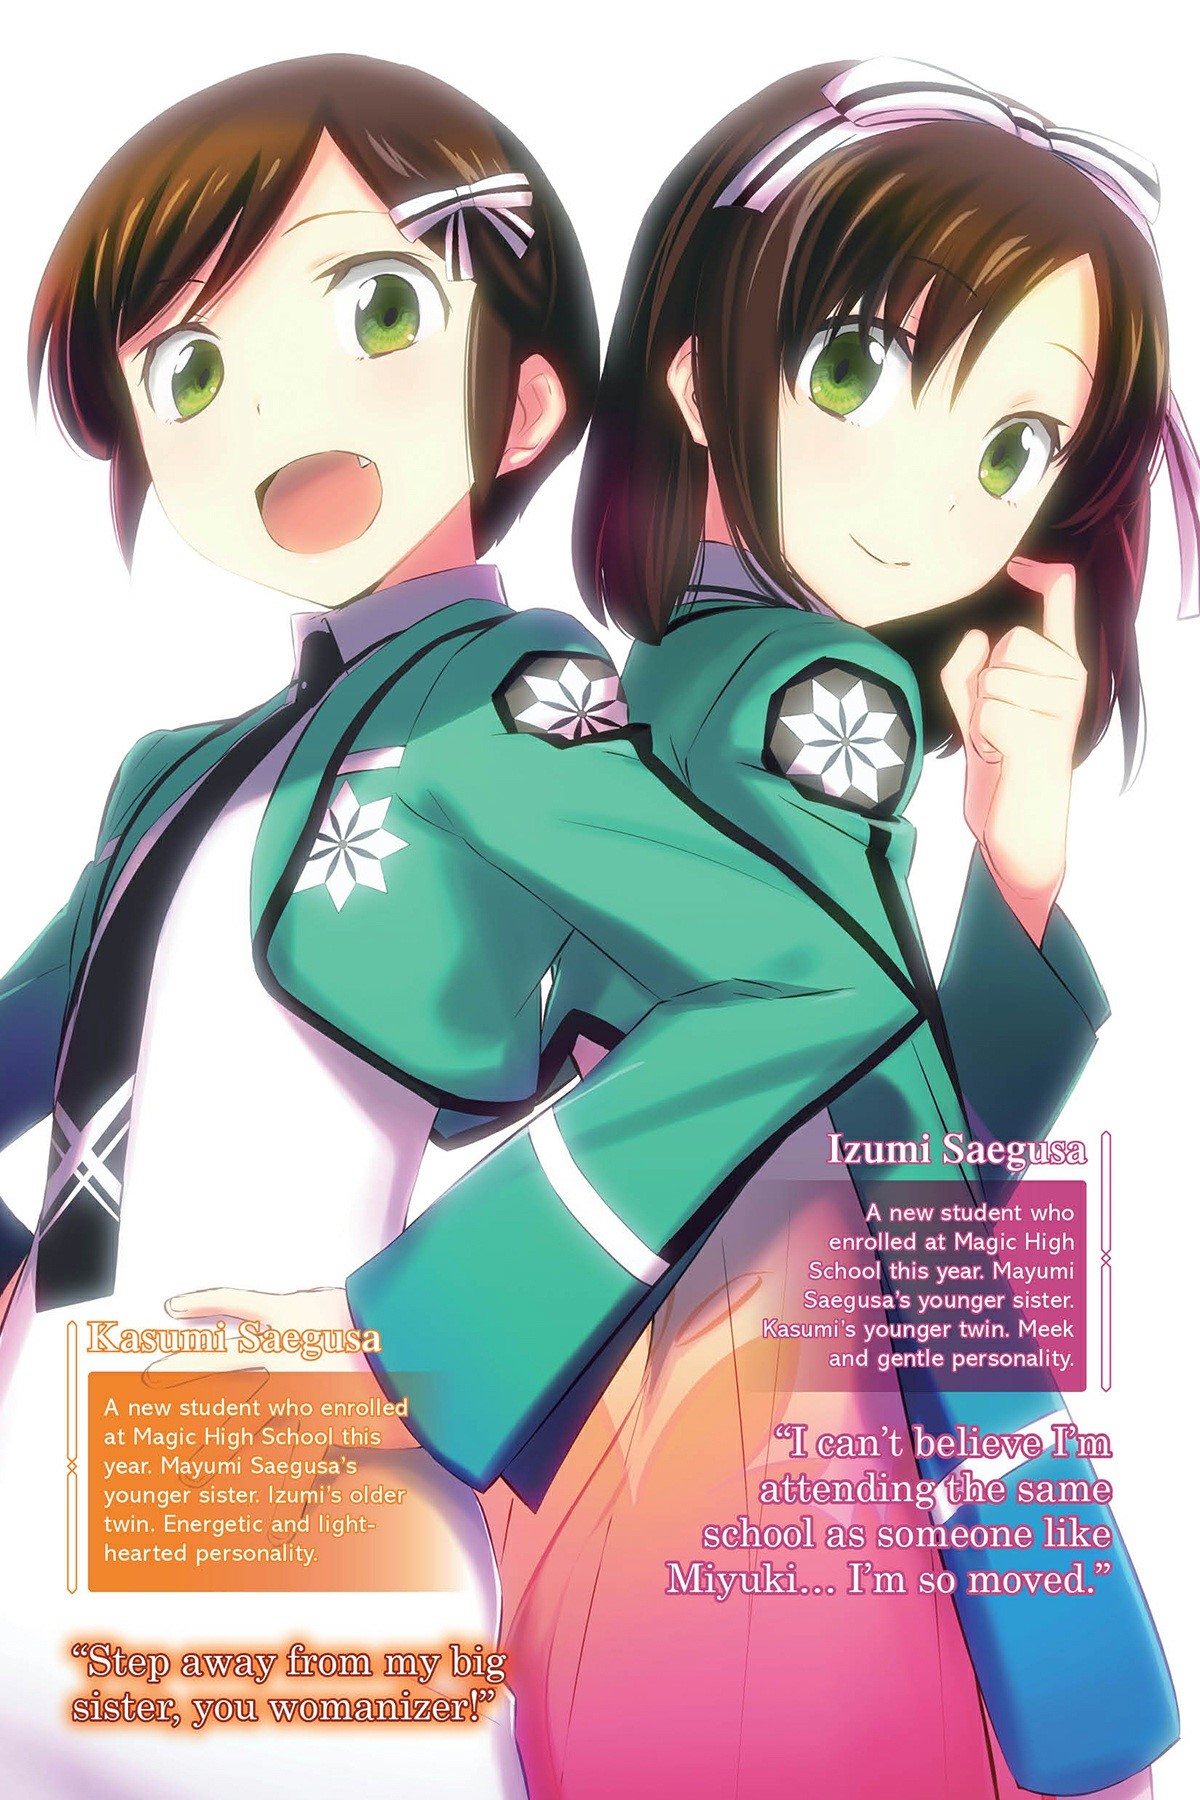 Kasumi Saegusa
A new student who enrolled
at Magic High School this
year. Mayumi Saegusa's
younger sister. Izumi's older
twin. Energetic and light-
hearted personality.
“Step away from my big
sister, you womanizer!”
Izumi Saegusa
A new student who
enrolled at Magic High
School this year. Mayumi
Saegusa's younger sister.
Kasumi's younger twin. Meek
and gentle personality.
“I can't believe I'm
attending the same
school as someone like
Miyuki... I'm so moved.”